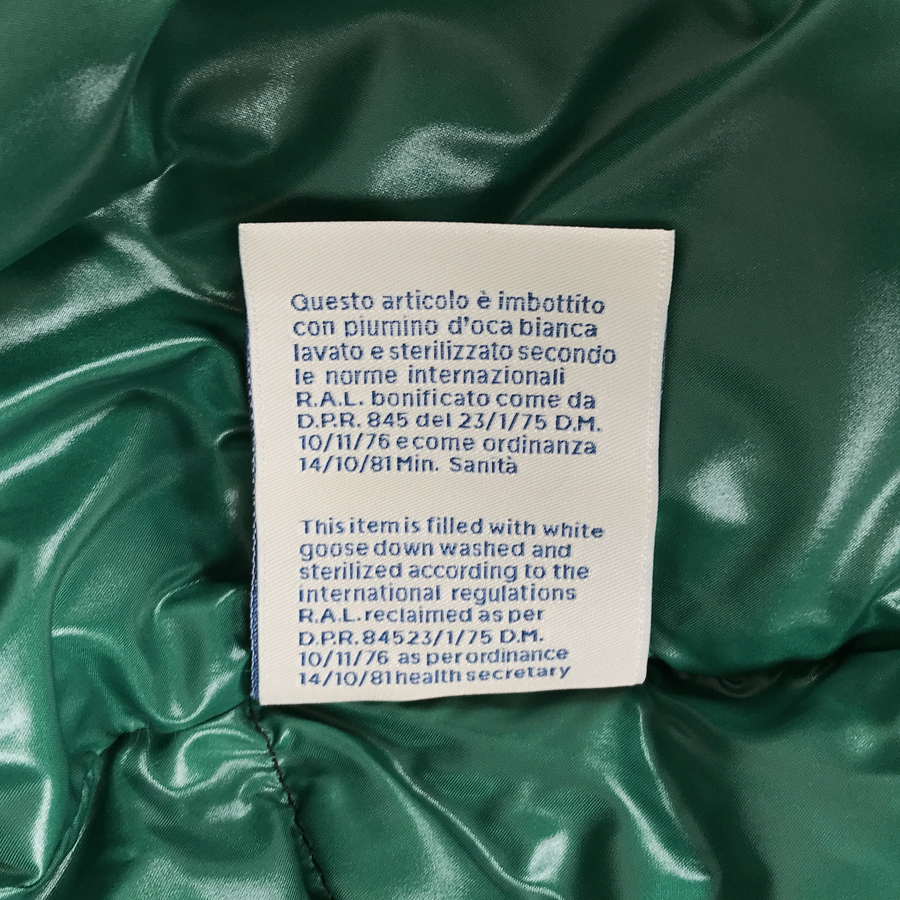 Questo articolo è imbottito
con piumino d'oca bianca
lavato e sterilizzato secondo
le norme internazionali
R.A.L. bonificato come da
D.P.R. 845 del 23/1/75 D.M.
10/11/76 e come ordinanza
14/10/81 Min. Sanità
This item is filled with white
goose down washed and
sterilized according to the
international regulations
R.A.L. reclaimed as per
D.P.R. 84523/1/75 D.M.
10/11/76 as per ordinance
14/10/81 health secretary